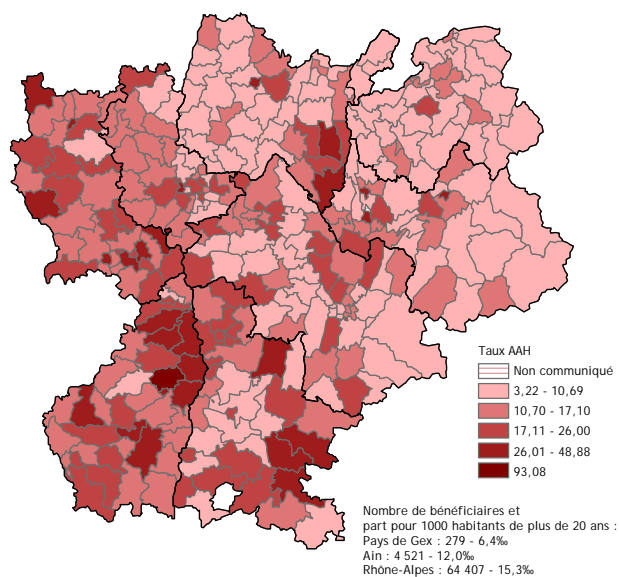 Taux AAH
Non communiqué
3,22 - 10,69
10,70 - 17,10
17,11 - 26,00
26,01 - 48,88
93,08
Nombre de bénéficiaires et
part pour 1000 habitants de plus de 20 ans :
Pays de Gex : 279 - 6,4‰
Ain : 4 521 - 12,0‰
Rhône-Alpes : 64 407 - 15,3‰